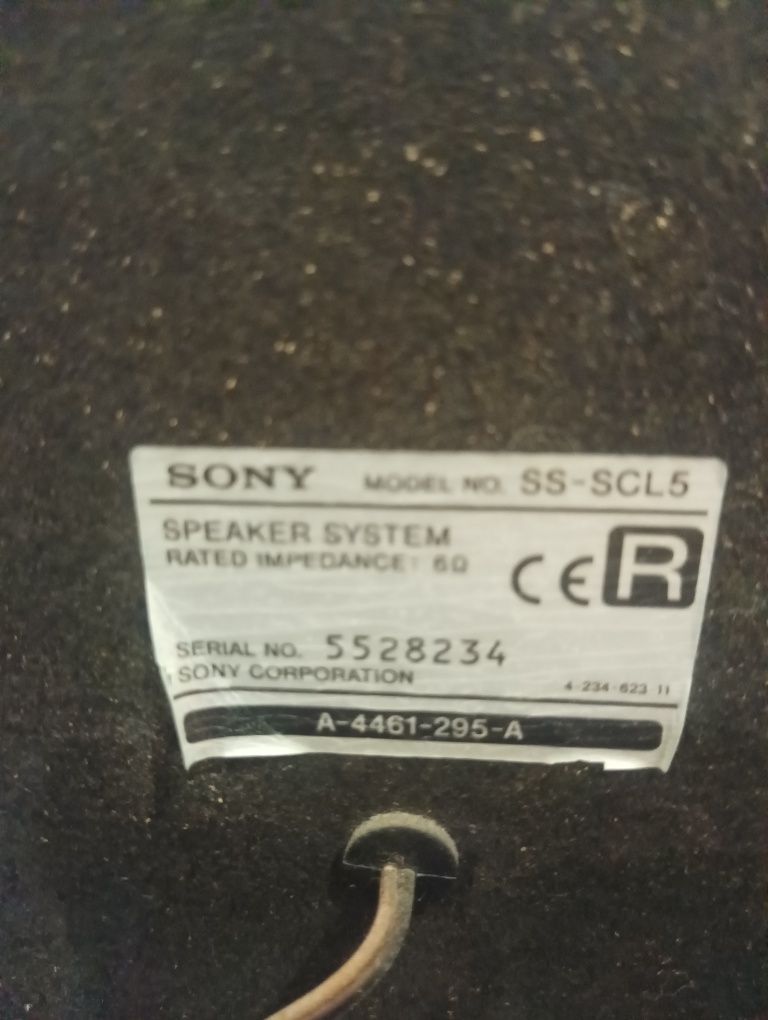 SONY MODEL NO. SS-SCL5
SPEAKER SYSTEM
RATED IMPEDANCE: 6Ω
CE R
SERIAL NO. 5528234
SONY CORPORATION
4-234-623-11
A-4461-295-A